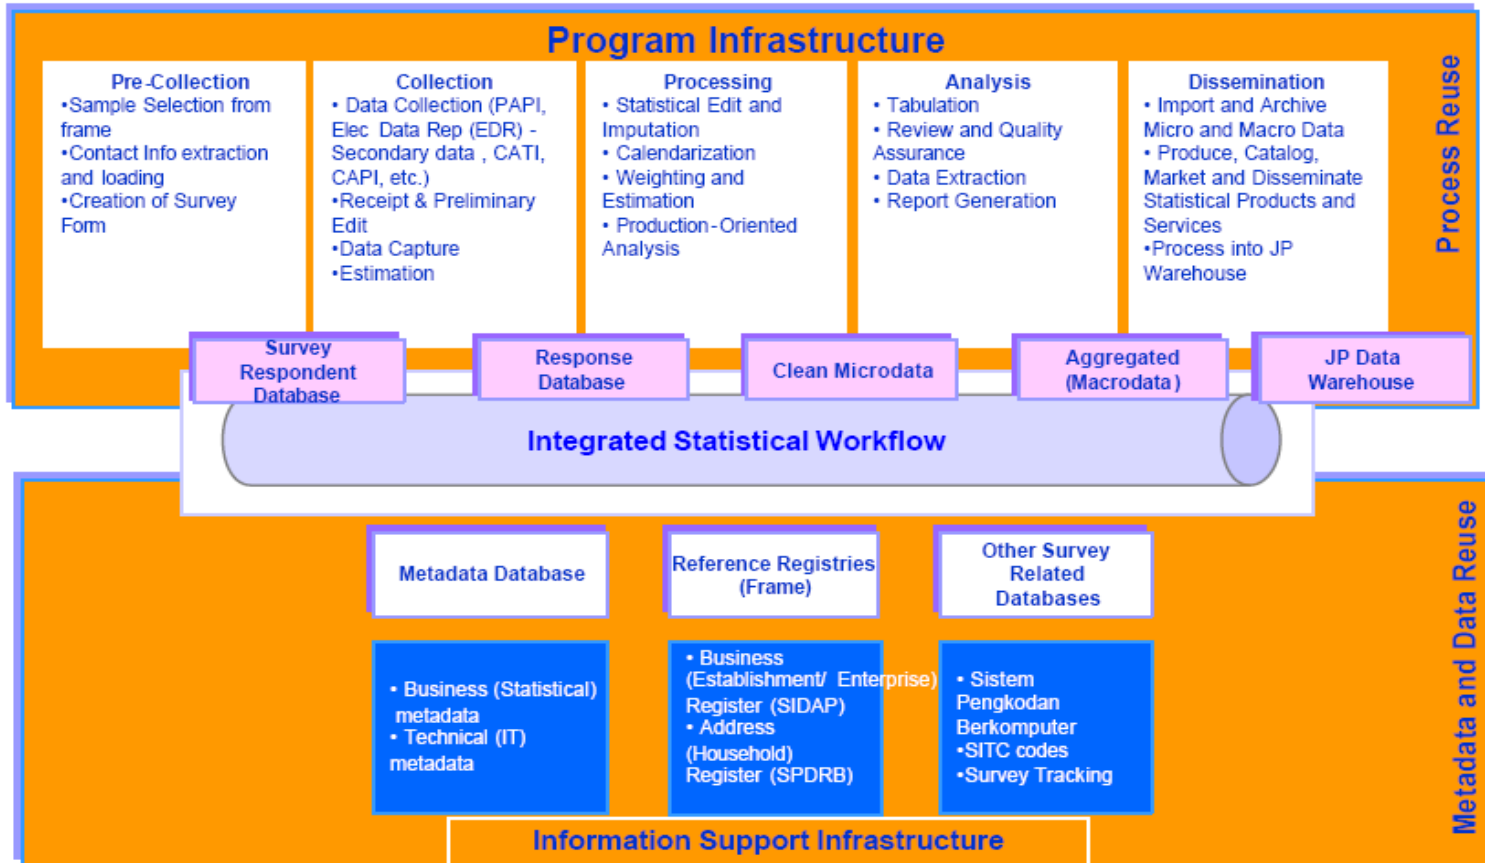 Program Infrastructure
Pre-Collection
•Sample Selection from
frame
•Contact Info extraction
and loading
•Creation of Survey
Form
Collection
• Data Collection (PAPI,
Elec Data Rep (EDR) -
Secondary data , CATI,
CAPI, etc.)
•Receipt & Preliminary
Edit
•Data Capture
•Estimation
Processing
• Statistical Edit and
Imputation
• Calendarization
• Weighting and
Estimation
• Production-Oriented
Analysis
Analysis
• Tabulation
• Review and Quality
Assurance
• Data Extraction
• Report Generation
Dissemination
• Import and Archive
Micro and Macro Data
• Produce, Catalog,
Market and Disseminate
Statistical Products and
Services
•Process into JP
Warehouse
Process Reuse
Survey
Respondent
Database
Response
Database
Clean Microdata
Aggregated
(Macrodata)
JP Data
Warehouse
Integrated Statistical Workflow
Metadata Database
Reference Registries
(Frame)
Other Survey
Related
Databases
• Business (Statistical)
metadata
• Technical (IT)
metadata
• Business
(Establishment/ Enterprise)
Register (SIDAP)
• Address
(Household)
Register (SPDRB)
• Sistem
Pengkodan
Berkomputer
•SITC codes
•Survey Tracking
Metadata and Data Reuse
Information Support Infrastructure